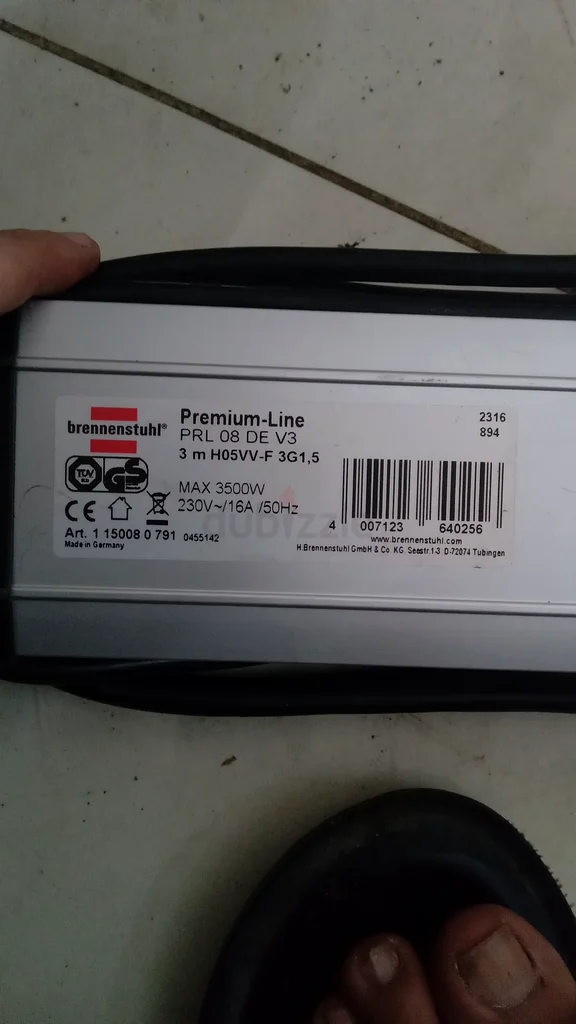 brennenstuhl®
Premium-Line
PRL 08 DE V3
3 m H05VV-F 3G1,5
2316
894
MAX 3500W
230V~/16A /50Hz
TÜV
GS
CE
4 007123 640256
www.brennenstuhl.com
H.Brennenstuhl GmbH & Co. KG. Seestr.1-3 D-72074 Tübingen
Art. 1 15008 0 791 0455142
Made in Germany
dubizzle